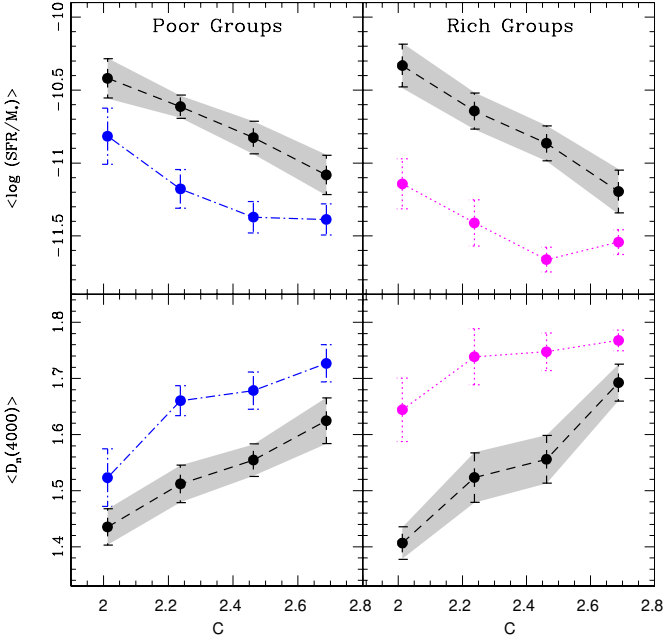 Poor Groups Rich Groups
<log (SFR/M*)>
-10
-10.5
-11
-11.5
<Dn(4000)>
1.8
1.7
1.6
1.5
1.4
2 2.2 2.4 2.6 2.8 2 2.2 2.4 2.6 2.8
C C